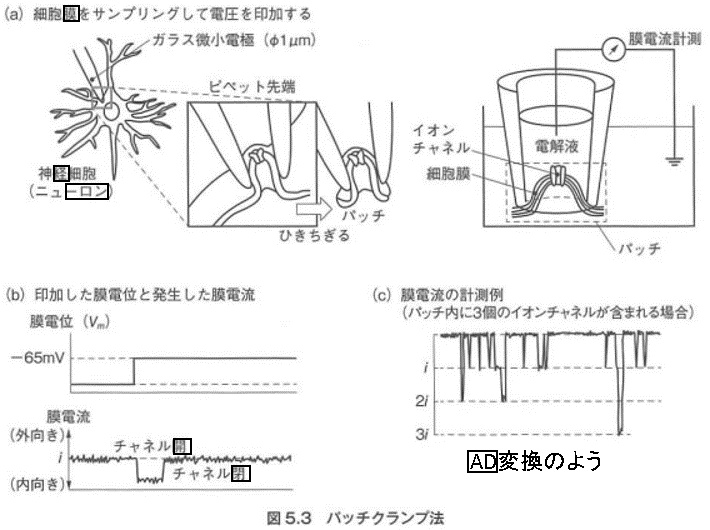 (a) 細胞膜をサンプリングして電圧を印加する
ガラス微小電極(φ1μm)
ピペット先端
神経細胞
(ニューロン)
パッチ
ひきちぎる
膜電流計測
イオン
チャネル
電解液
細胞膜
パッチ
(b) 印加した膜電位と発生した膜電流
膜電位 (Vm)
-65mV
膜電流
(外向き)
チャネル開
i
チャネル閉
(内向き)
(c) 膜電流の計測例
(パッチ内に3個のイオンチャネルが含まれる場合)
i
2i
3i
AD変換のよう
図5.3 パッチクランプ法